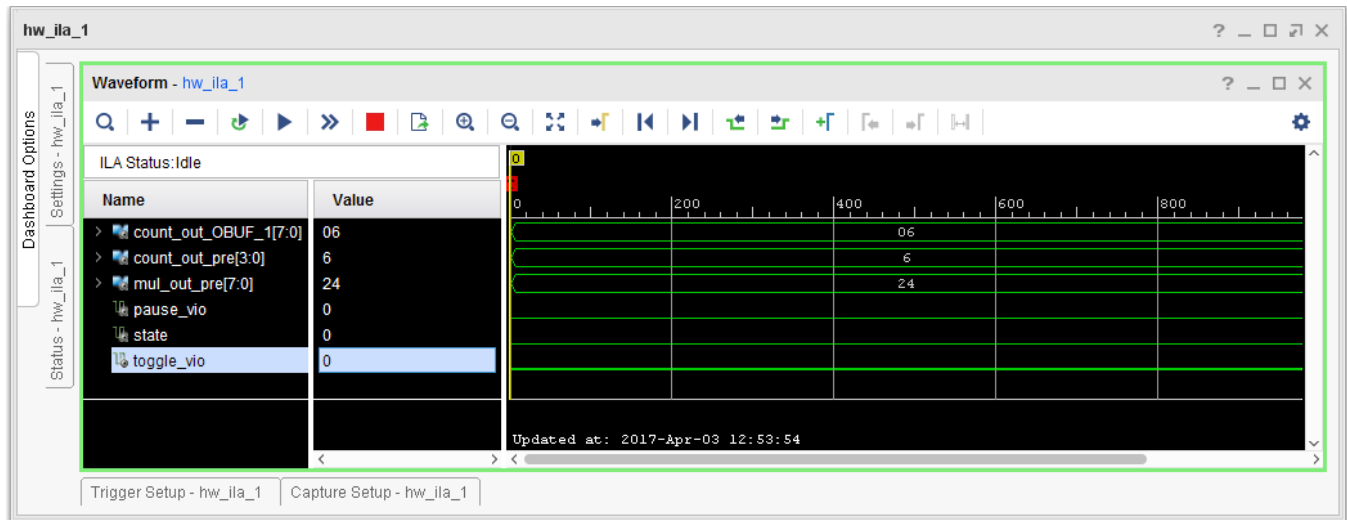 hw_ila_1
Dashboard Options
Settings - hw_ila_1
Status - hw_ila_1
Waveform - hw_ila_1
ILA Status:Idle
Name Value
count_out_OBUF_1[7:0] 06
count_out_pre[3:0] 6
mul_out_pre[7:0] 24
pause_vio 0
state 0
toggle_vio 0
0
0 200 400 600 800
06
6
24
Updated at: 2017-Apr-03 12:53:54
Trigger Setup - hw_ila_1 Capture Setup - hw_ila_1